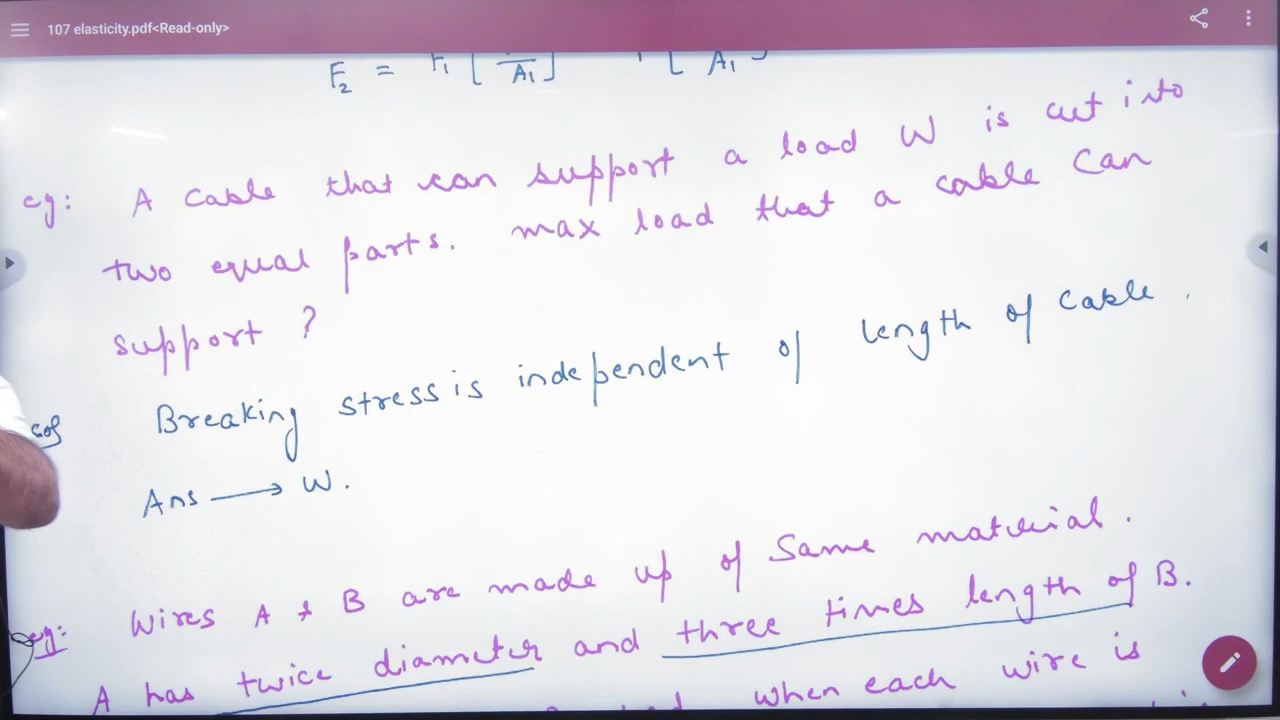 107 elasticity.pdf<Read-only>
F₂ = F₁ [ A₁ ] [ A₁ ]
eg: A cable that can support a load W is cut into
two equal parts. max load that a cable can
support ?
sol Breaking stress is independent of length of cable.
Ans → W.
eg: Wires A & B are made up of same material.
A has twice diameter and three times length of B.
when each wire is